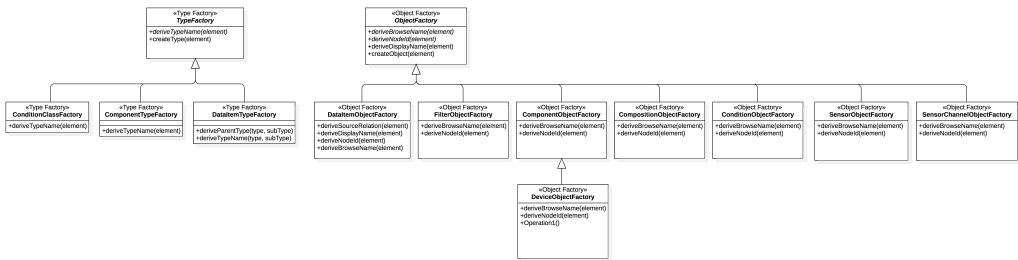 «Type Factory»
TypeFactory
+deriveTypeName(element)
+createType(element)
«Object Factory»
ObjectFactory
+deriveBrowseName(element)
+deriveNodeId(element)
+deriveDisplayName(element)
+createObject(element)
«Type Factory»
ConditionClassFactory
+deriveTypeName(element)
«Type Factory»
ComponentTypeFactory
+deriveTypeName(element)
«Type Factory»
DataItemTypeFactory
+deriveParentType(type, subType)
+deriveTypeName(type, subType)
«Object Factory»
DataItemObjectFactory
+deriveSourceRelation(element)
+deriveDisplayName(element)
+deriveNodeId(element)
+deriveBrowseName(element)
«Object Factory»
FilterObjectFactory
+deriveBrowseName(element)
+deriveNodeId(element)
«Object Factory»
ComponentObjectFactory
+deriveBrowseName(element)
+deriveNodeId(element)
«Object Factory»
CompositionObjectFactory
+deriveBrowseName(element)
+deriveNodeId(element)
«Object Factory»
ConditionObjectFactory
+deriveBrowseName(element)
+deriveNodeId(element)
«Object Factory»
SensorObjectFactory
+deriveBrowseName(element)
+deriveNodeId(element)
«Object Factory»
SensorChannelObjectFactory
+deriveBrowseName(element)
+deriveNodeId(element)
«Object Factory»
DeviceObjectFactory
+deriveBrowseName(element)
+deriveNodeId(element)
+Operation1()